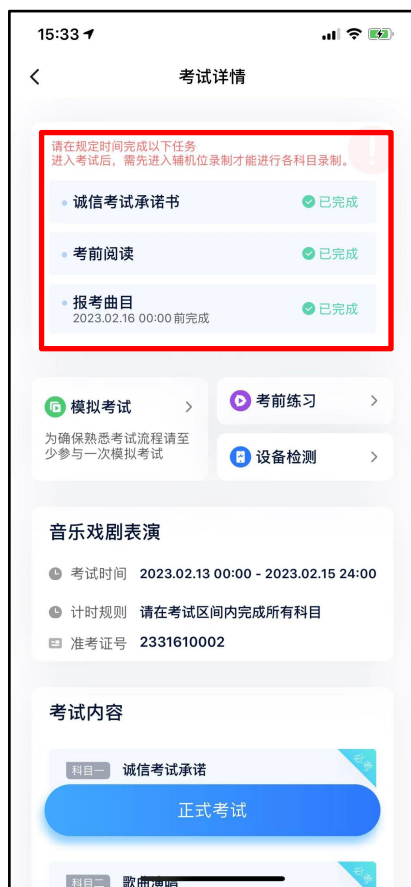 15:33
考试详情
请在规定时间完成以下任务
进入考试后，需先进入辅机位录制才能进行各科目录制。
诚信考试承诺书
已完成
考前阅读
已完成
报考曲目
2023.02.16 00:00前完成
已完成
模拟考试
为确保熟悉考试流程请至
少参与一次模拟考试
考前练习
设备检测
音乐戏剧表演
考试时间 2023.02.13 00:00 - 2023.02.15 24:00
计时规则 请在考试区间内完成所有科目
准考证号 2331610002
考试内容
科目一 诚信考试承诺
必考
正式考试
科目二 歌曲演唱
必考